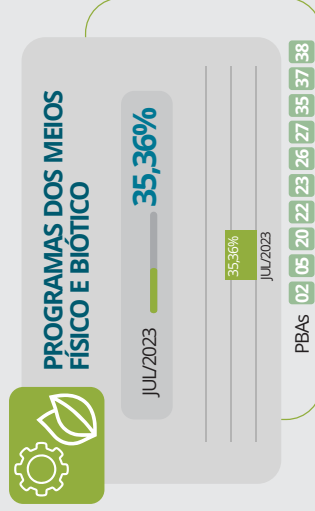 PROGRAMAS DOS MEIOS
FÍSICO E BIÓTICO
JUL/2023 35,36%
35,36%
JUL/2023
PBAs 02 05 20 22 23 26 27 35 37 38